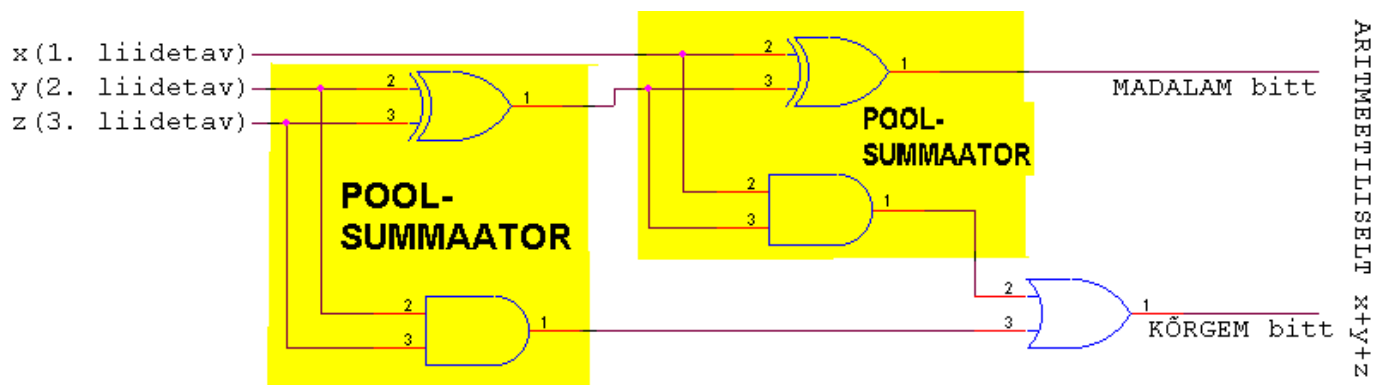 x(1. liidetav)
y(2. liidetav)
z(3. liidetav)
2
3
1
POOL-
SUMMAATOR
2
3
1
2
3
1
MADALAM bitt
POOL-
SUMMAATOR
2
3
1
2
3
1
KÕRGEM bitt
ARITMEETILISELT x+y+z